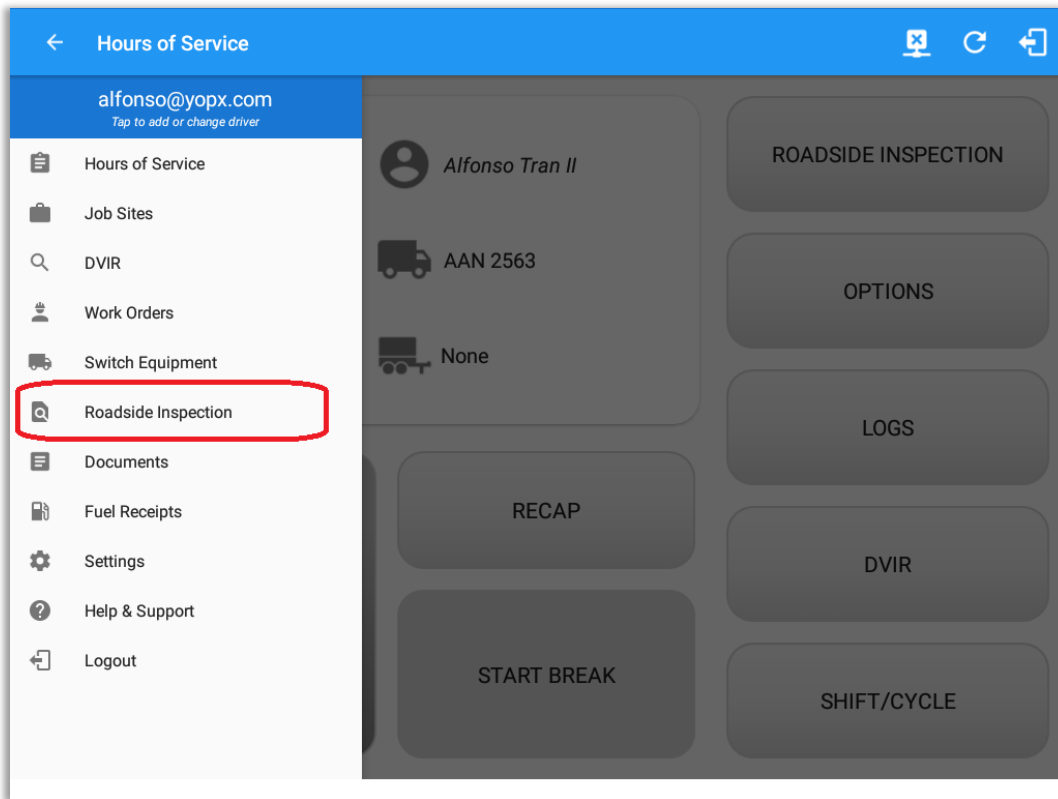 Hours of Service
alfonso@yopx.com
Tap to add or change driver
Hours of Service
Job Sites
DVIR
Work Orders
Switch Equipment
Roadside Inspection
Documents
Fuel Receipts
Settings
Help & Support
Logout
Alfonso Tran II
AAN 2563
None
RECAP
START BREAK
ROADSIDE INSPECTION
OPTIONS
LOGS
DVIR
SHIFT/CYCLE